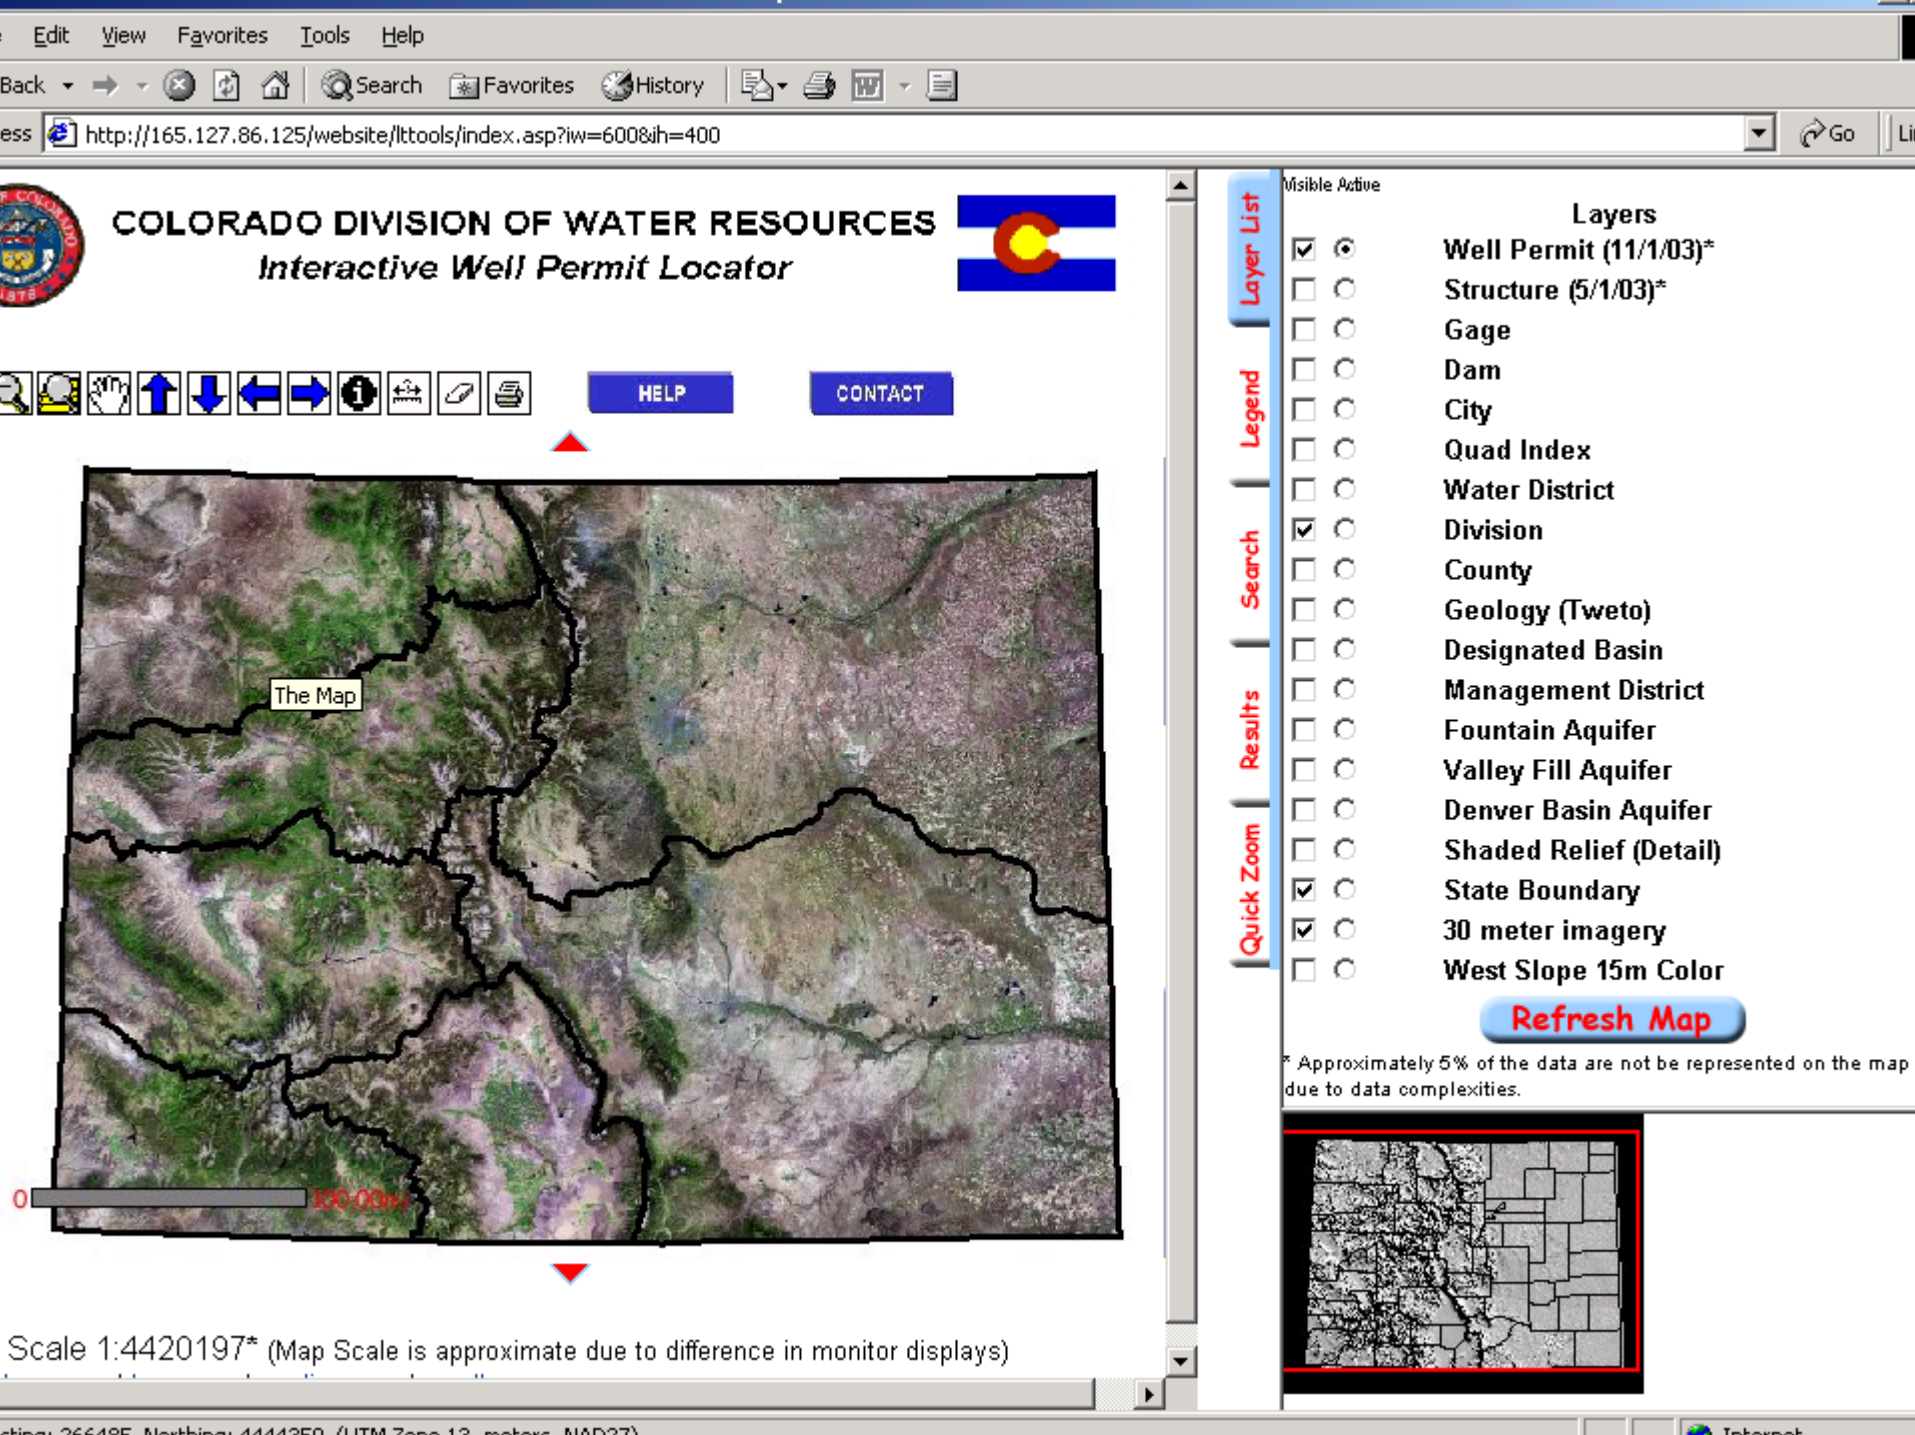 Edit View Favorites Tools Help
Back Search Favorites History
ess http://165.127.86.125/website/lttools/index.asp?iw=600&ih=400 Go Li
COLORADO DIVISION OF WATER RESOURCES
Interactive Well Permit Locator
HELP CONTACT
The Map
0 100.00m
Scale 1:4420197* (Map Scale is approximate due to difference in monitor displays)
Layer List
Legend
Search
Results
Quick Zoom
Visible Active
Layers
Well Permit (11/1/03)*
Structure (5/1/03)*
Gage
Dam
City
Quad Index
Water District
Division
County
Geology (Tweto)
Designated Basin
Management District
Fountain Aquifer
Valley Fill Aquifer
Denver Basin Aquifer
Shaded Relief (Detail)
State Boundary
30 meter imagery
West Slope 15m Color
Refresh Map
* Approximately 5% of the data are not be represented on the map
due to data complexities.
Internet